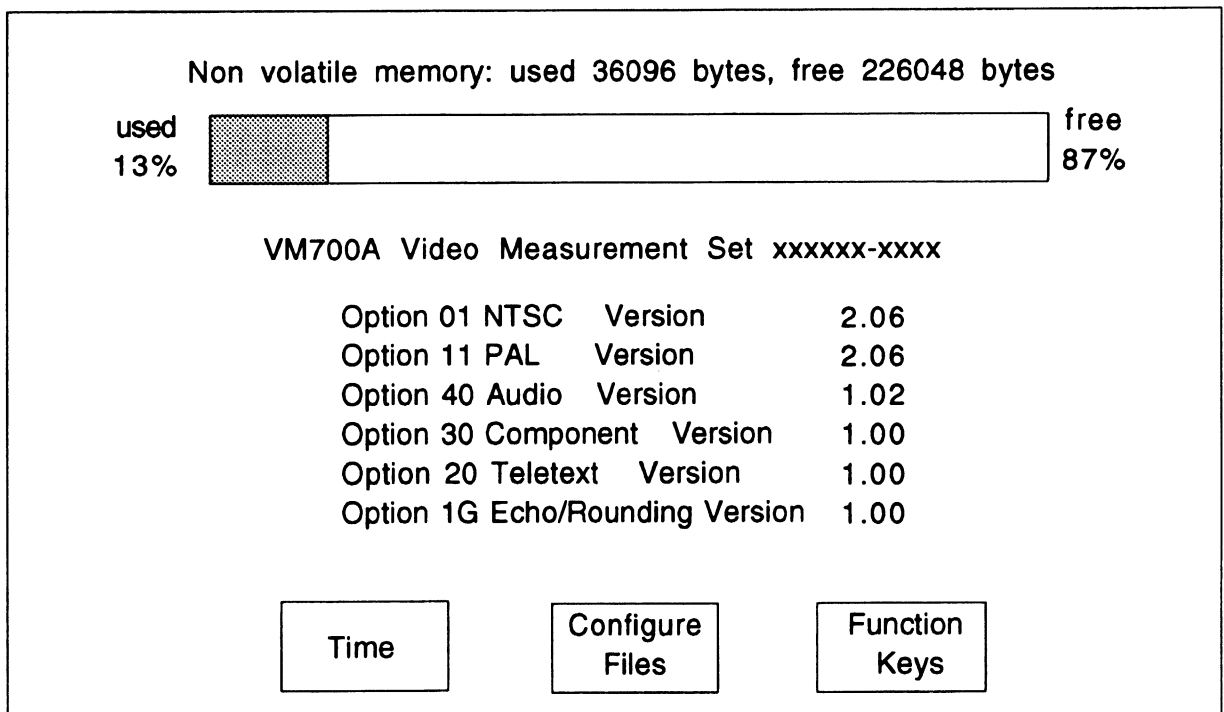 Non volatile memory: used 36096 bytes, free 226048 bytes
used
13%
free
87%
VM700A Video Measurement Set xxxxxx-xxxx
Option 01 NTSC Version 2.06
Option 11 PAL Version 2.06
Option 40 Audio Version 1.02
Option 30 Component Version 1.00
Option 20 Teletext Version 1.00
Option 1G Echo/Rounding Version 1.00
Time
Configure
Files
Function
Keys